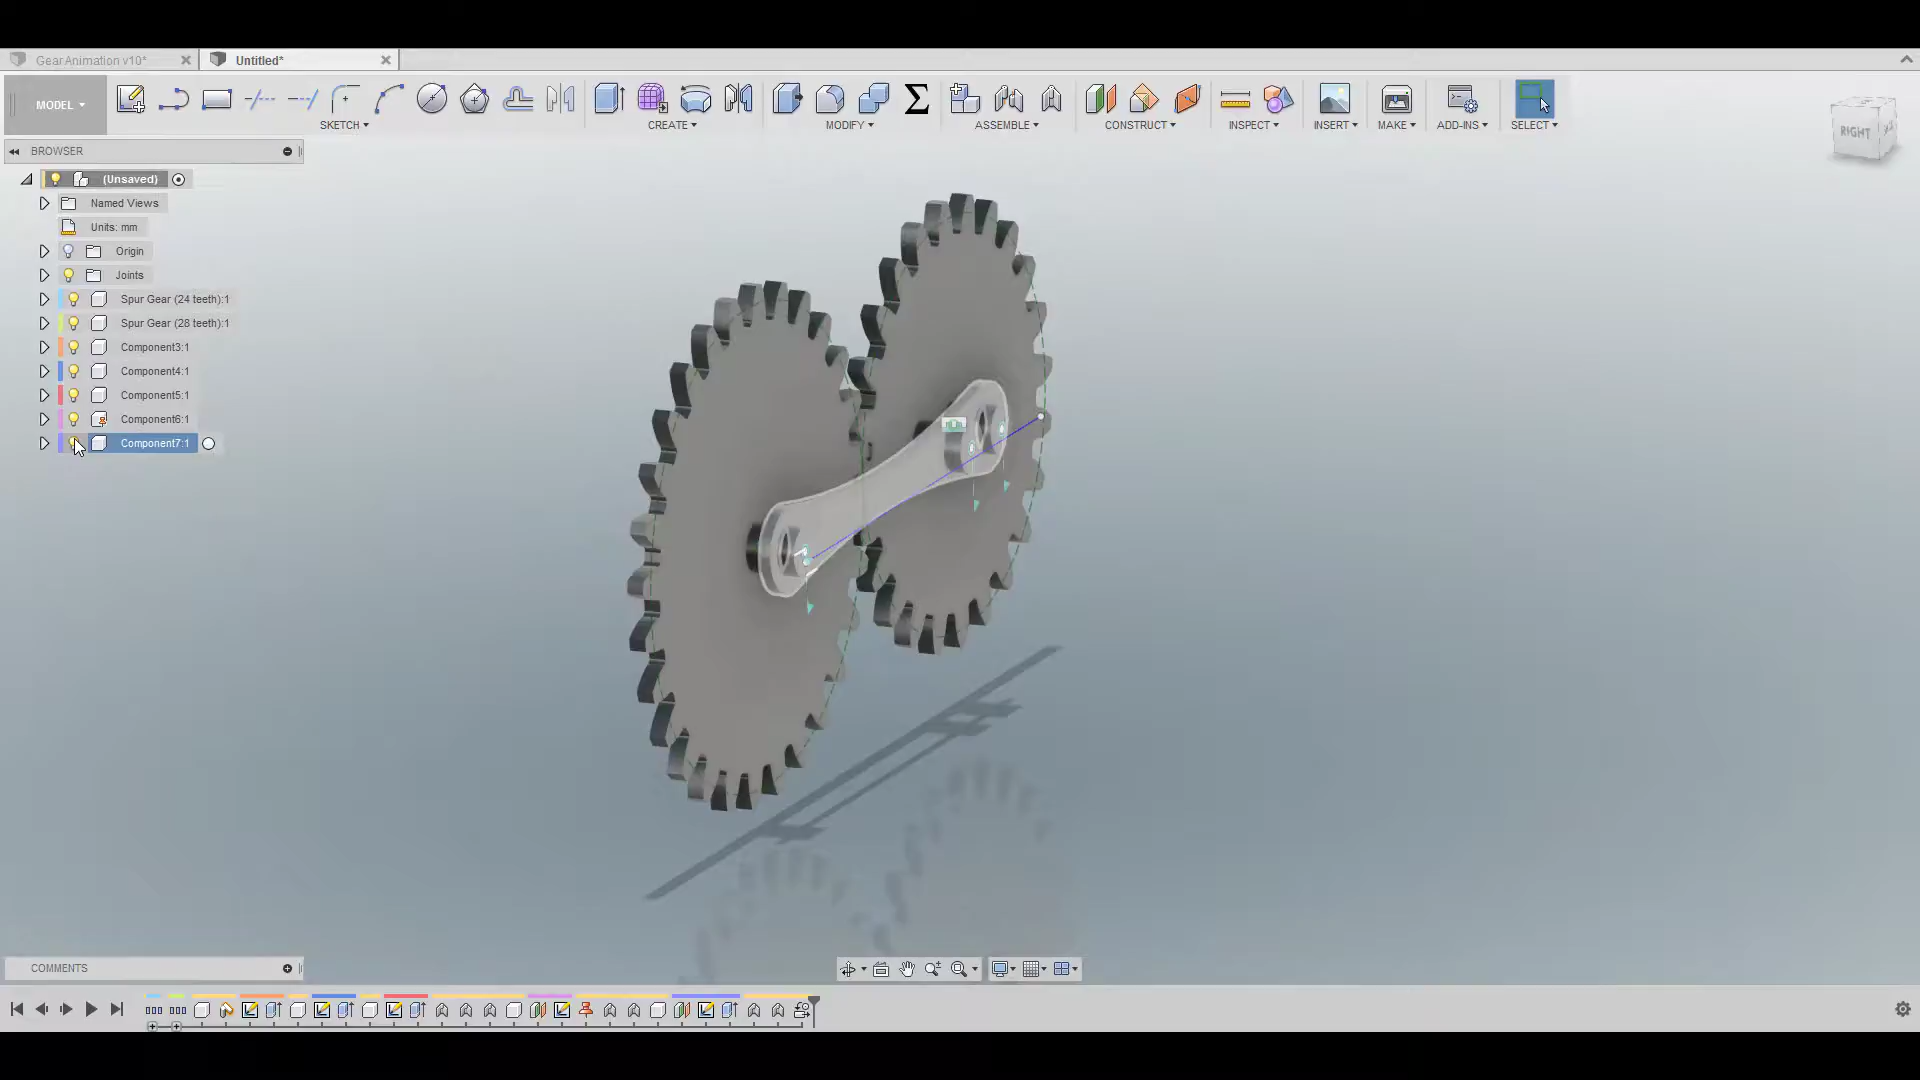 GearAnimation v10*
Untitled*
MODEL
SKETCH
CREATE
MODIFY
ASSEMBLE
CONSTRUCT
INSPECT
INSERT
MAKE
ADD-INS
SELECT
RIGHT
BROWSER
(Unsaved)
Named Views
Units: mm
Origin
Joints
Spur Gear (24 teeth):1
Spur Gear (28 teeth):1
Component3:1
Component4:1
Component5:1
Component6:1
Component7:1
COMMENTS